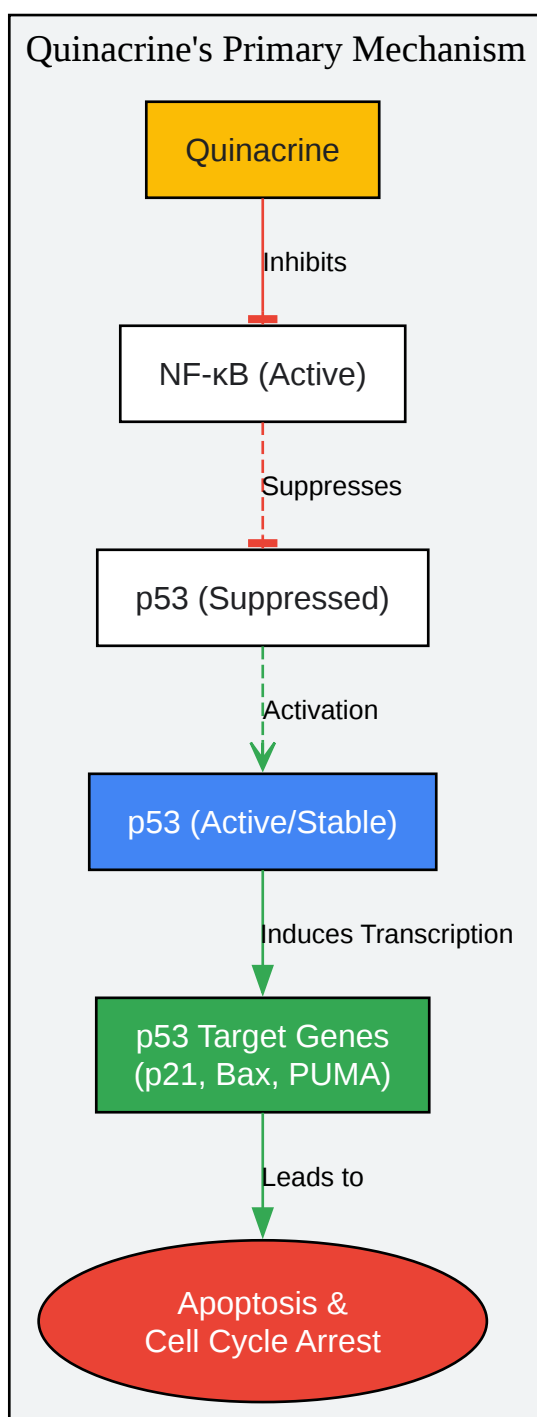 Quinacrine's Primary Mechanism
Quinacrine
Inhibits
NF-κB (Active)
Suppresses
p53 (Suppressed)
Activation
p53 (Active/Stable)
Induces Transcription
p53 Target Genes
(p21, Bax, PUMA)
Leads to
Apoptosis &
Cell Cycle Arrest